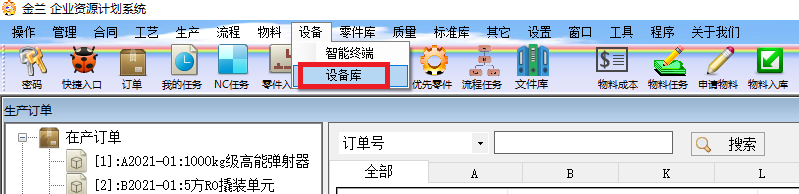 金兰 企业资源计划系统
操作 管理 合同 工艺 生产 流程 物料 设备 零件库 质量 标准库 其它 设置 窗口 工具 程序 关于我们
智能终端
设备库
密码 快捷入口 订单 我的任务 NC任务 零件入 优先零件 流程任务 文件库 物料成本 物料任务 申请物料 物料入库
生产订单
在产订单
订单号 搜索
[1]:A2021-01:1000kg级高能弹射器
全部 A B K L
[2]:B2021-01:5方RO撬装单元